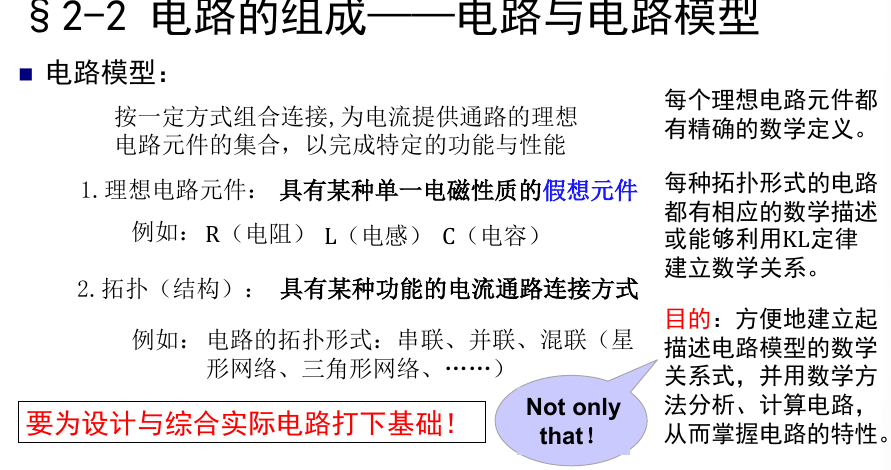 §2-2 电路的组成——电路与电路模型
■ 电路模型：
按一定方式组合连接,为电流提供通路的理想
电路元件的集合，以完成特定的功能与性能
1.理想电路元件： 具有某种单一电磁性质的假想元件
例如：R（电阻） L（电感） C（电容）
2.拓扑（结构）： 具有某种功能的电流通路连接方式
例如： 电路的拓扑形式：串联、并联、混联（星
形网络、三角形网络、……）
要为设计与综合实际电路打下基础！
Not only
that！
每个理想电路元件都
有精确的数学定义。
每种拓扑形式的电路
都有相应的数学描述
或能够利用KL定律
建立数学关系。
目的：方便地建立起
描述电路模型的数学
关系式，并用数学方
法分析、计算电路，
从而掌握电路的特性。